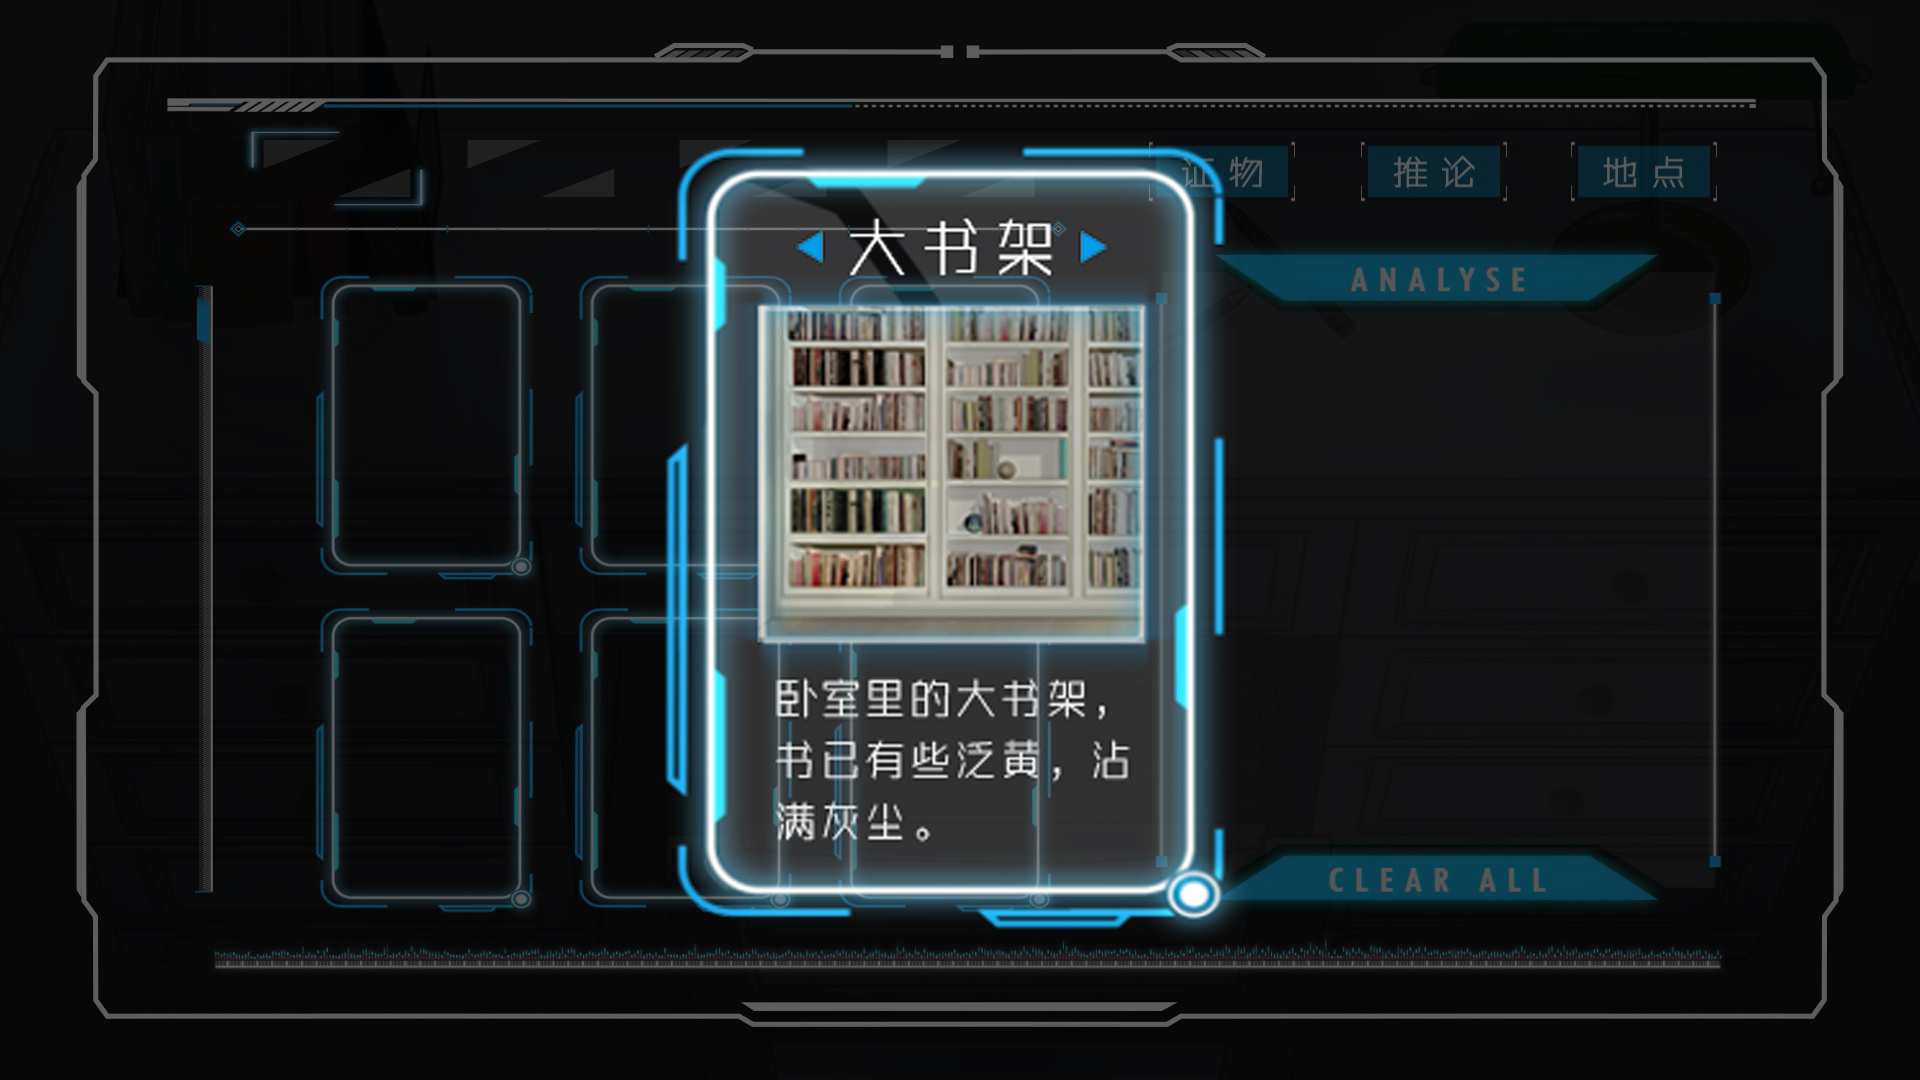 证物
推论
地点
大书架
ANALYSE
卧室里的大书架，
书已有些泛黄，沾
满灰尘。
CLEAR ALL